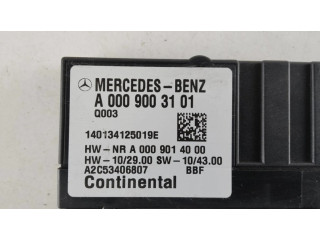 MERCEDES-BENZ
A 000 900 31 01
Q003
140134125019E
HW-NR A 000 901 40 00
HW-10/29.00 SW-10/43.00
A2C53406807 BBF
Continental